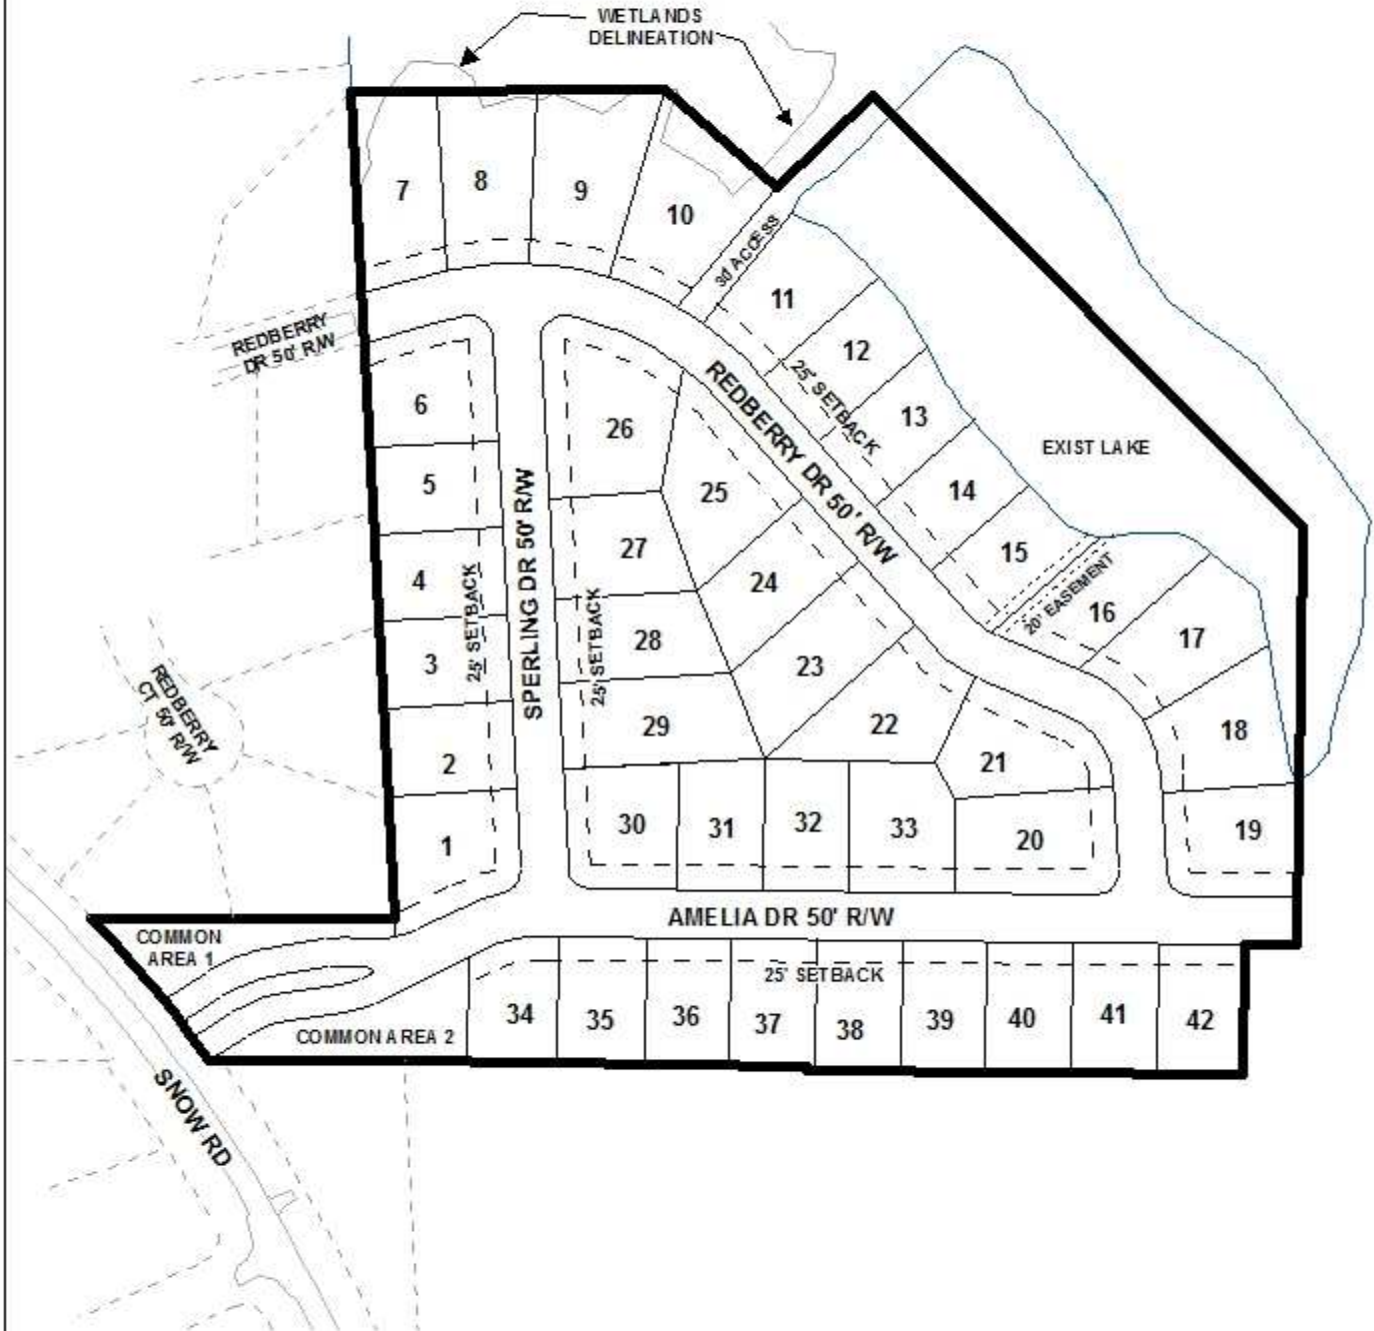 WETLANDS
DELINEATION
7
8
9
10
30' ACCESS
11
12
13
14
15
16
17
18
19
REDBERRY
DR 50' R/W
25' SETBACK
REDBERRY DR 50' R/W
EXIST LAKE
20' EASEMENT
6
5
4
3
2
1
25' SETBACK
SPERLING DR 50' R/W
25' SETBACK
26
25
27
24
28
23
29
22
21
30
31
32
33
20
REDBERRY
CT 50' R/W
AMELIA DR 50' R/W
COMMON
AREA 1
25' SETBACK
COMMON AREA 2
34
35
36
37
38
39
40
41
42
SNOW RD